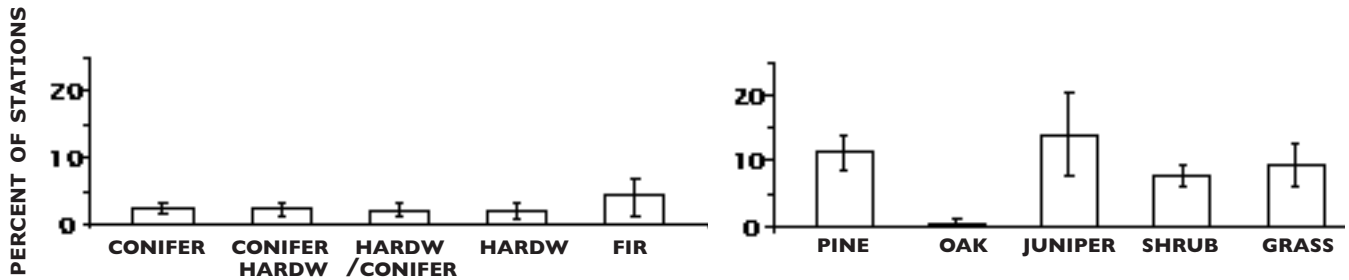 PERCENT OF STATIONS
20
10
0
CONIFER
CONIFER
HARDW
HARDW
/CONIFER
HARDW
FIR
20
10
0
PINE
OAK
JUNIPER
SHRUB
GRASS